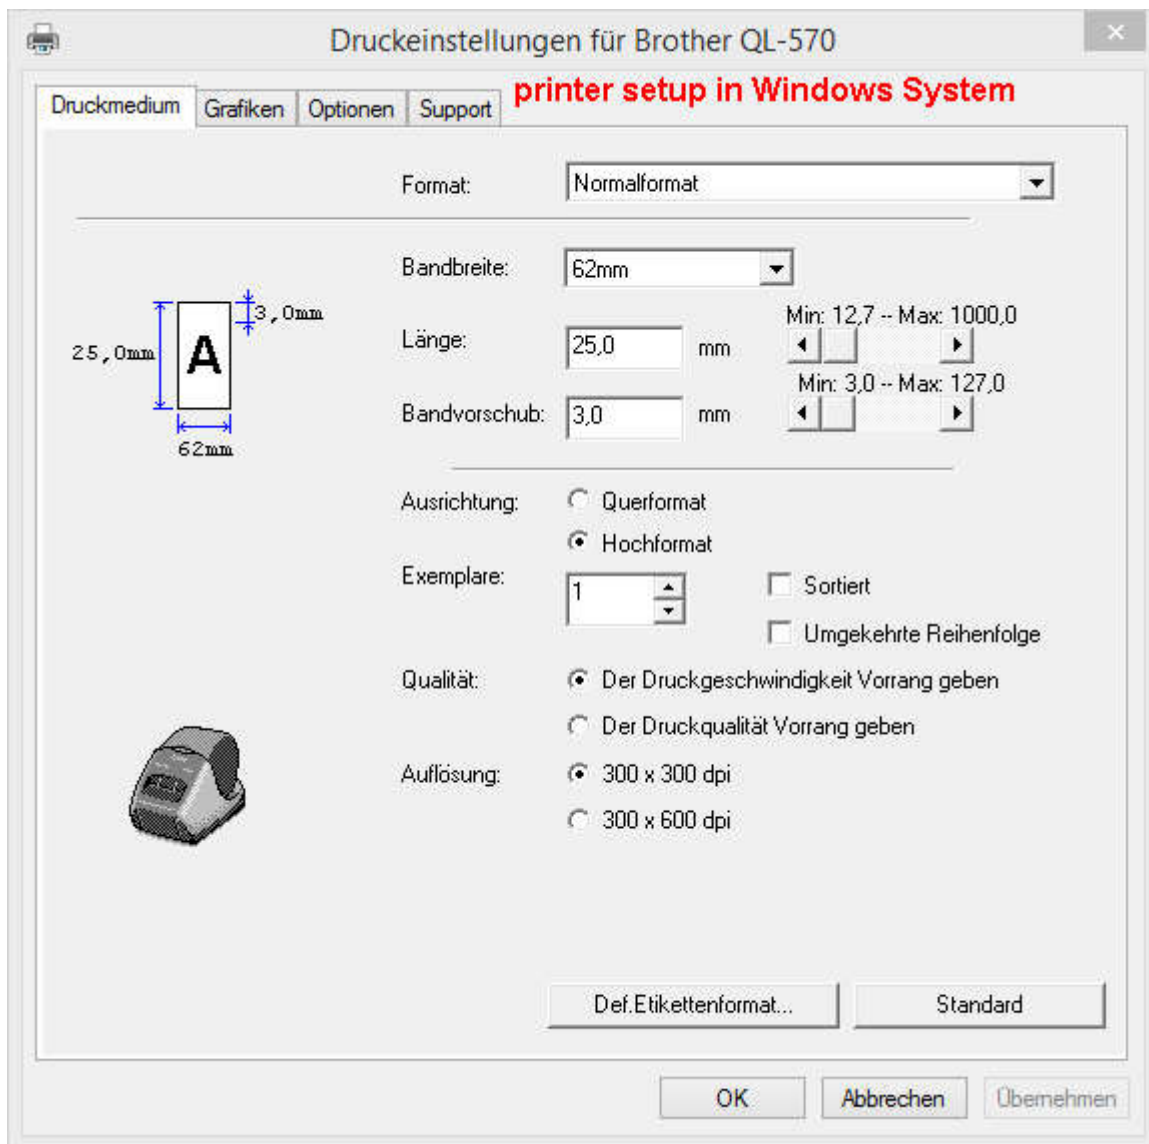 Druckeinstellungen für Brother QL-570
printer setup in Windows System
Druckmedium Grafiken Optionen Support
Format: Normalformat
Bandbreite: 62mm
Min: 12,7 -- Max: 1000,0
Länge: 25,0 mm
Min: 3,0 -- Max: 127,0
Bandvorschub: 3,0 mm
3,0mm
25,0mm
A
62mm
Ausrichtung: Querformat
Hochformat
Exemplare: 1 Sortiert
Umgekehrte Reihenfolge
Qualität: Der Druckgeschwindigkeit Vorrang geben
Der Druckqualität Vorrang geben
Auflösung: 300 x 300 dpi
300 x 600 dpi
Def.Etikettenformat... Standard
OK Abbrechen Übernehmen